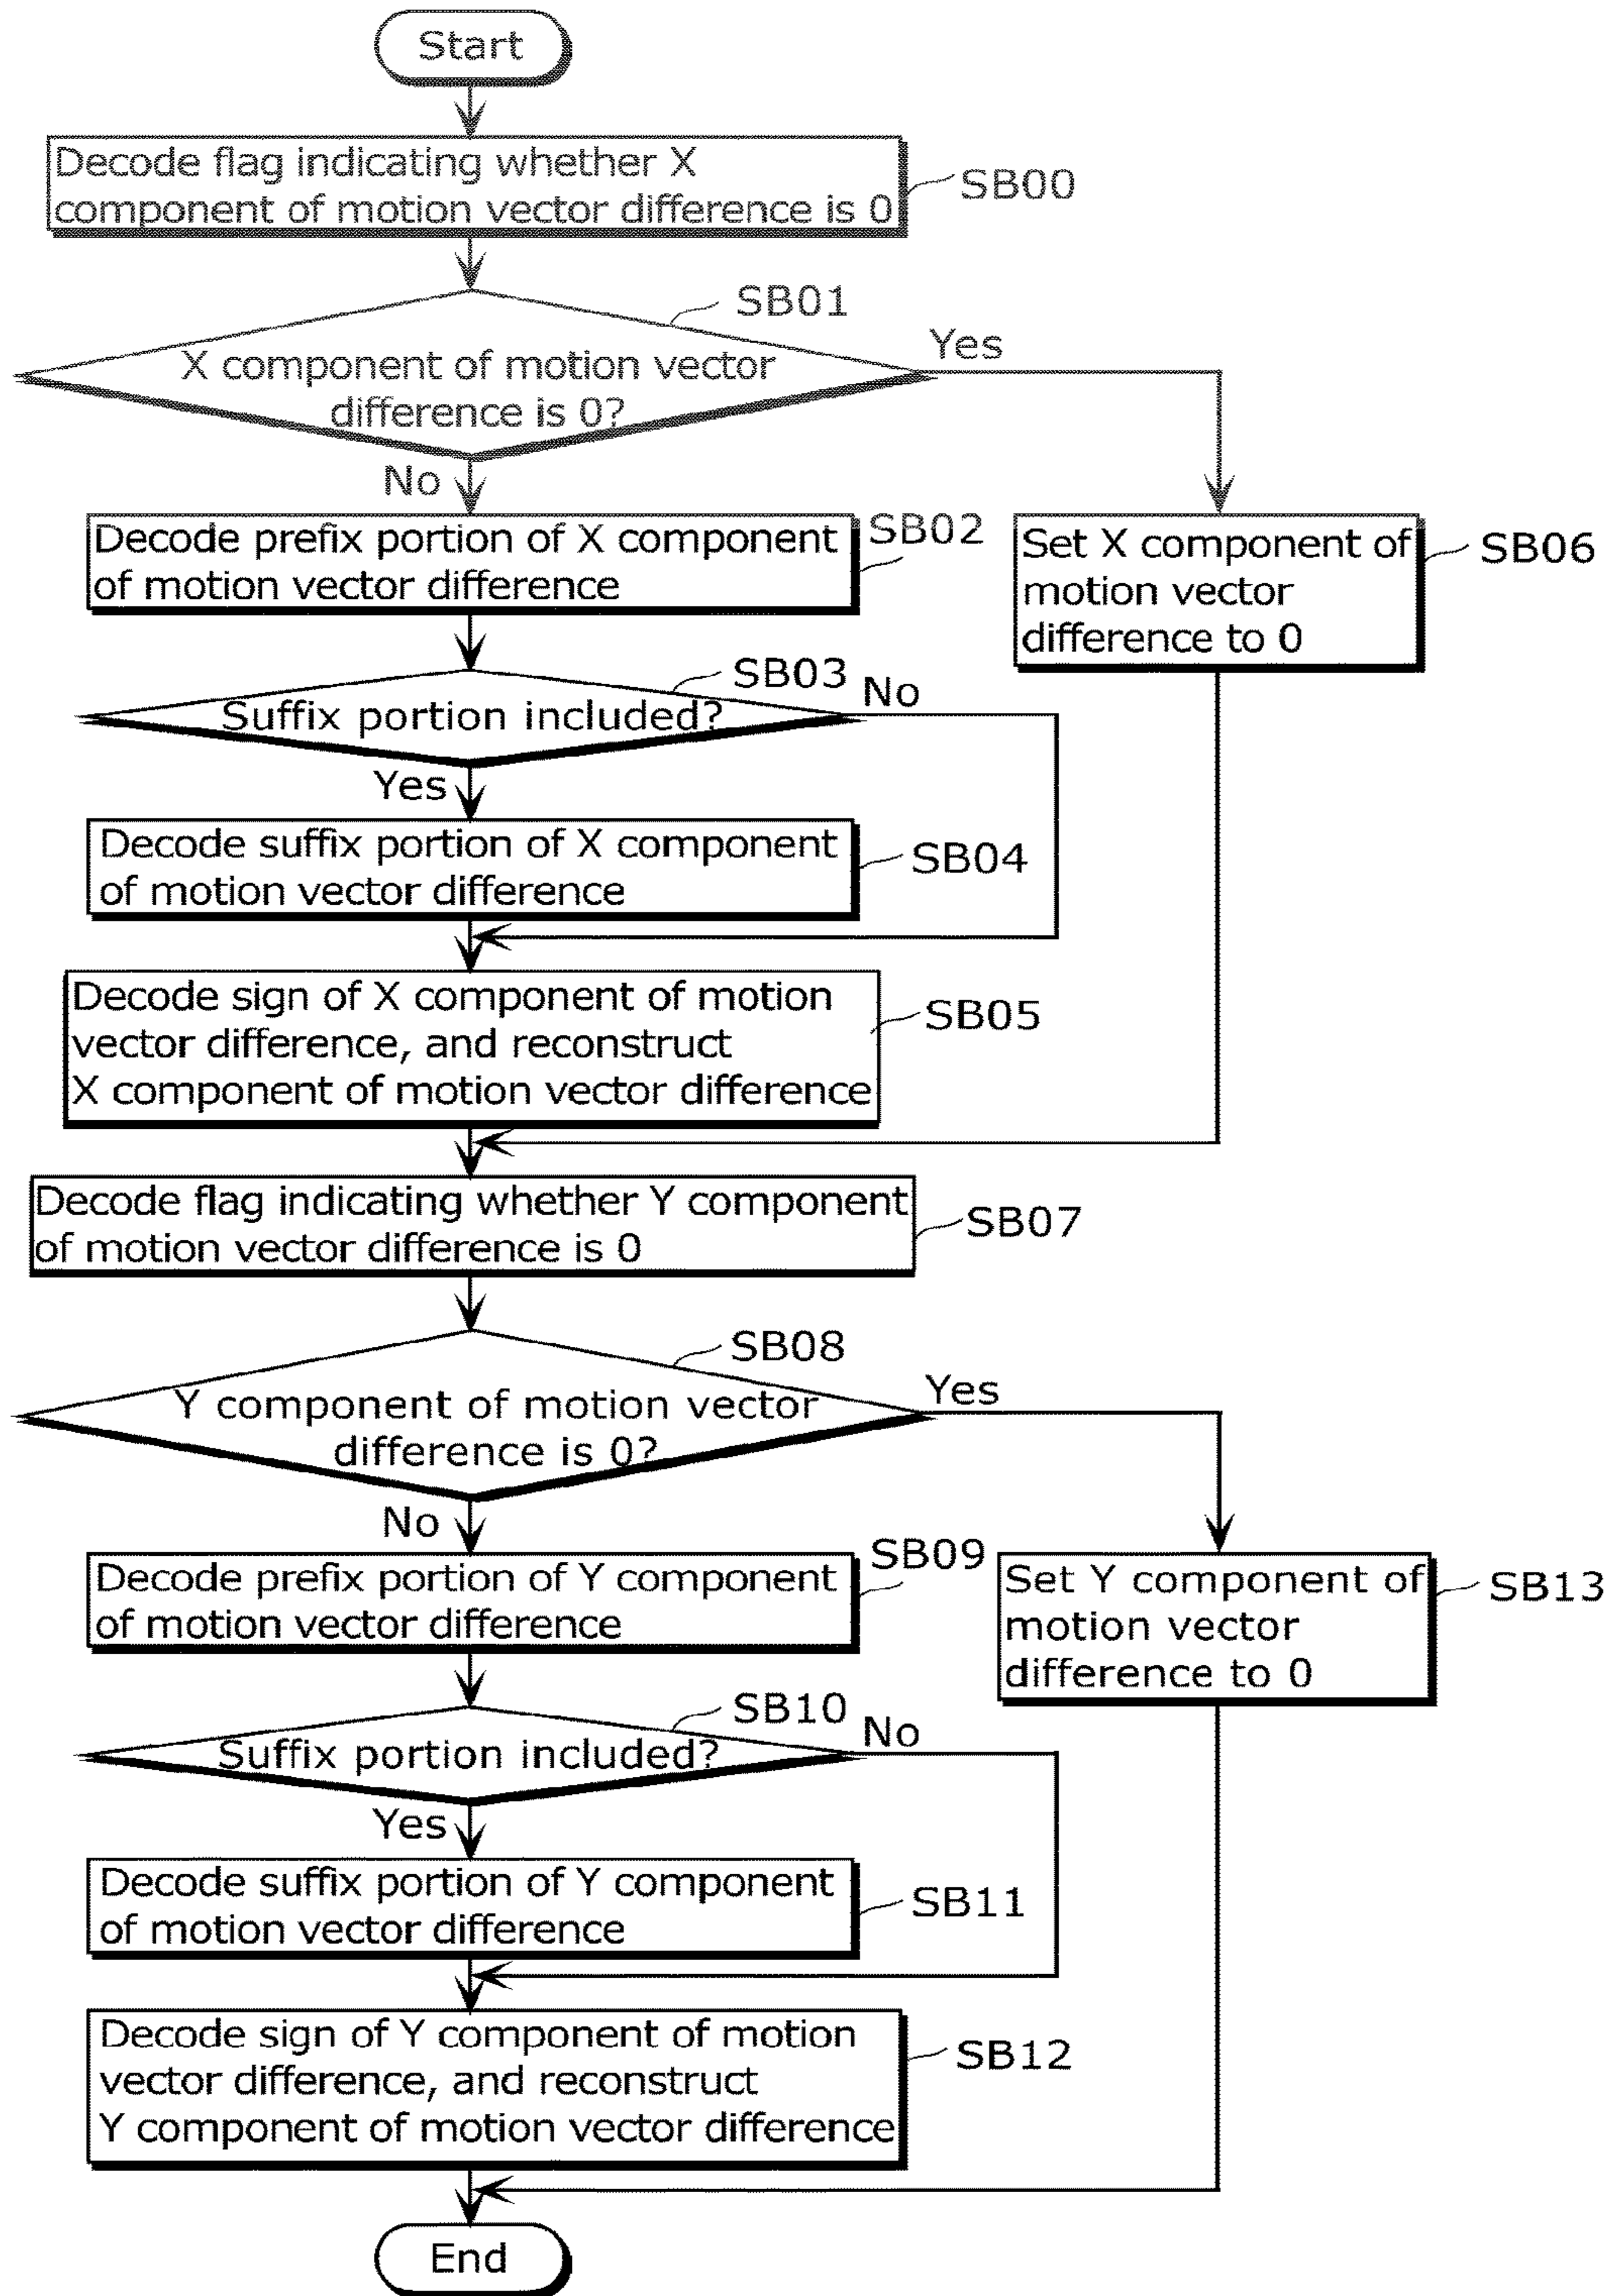 Start
Decode flag indicating whether X
component of motion vector difference is 0
SB00
SB01
X component of motion vector
difference is 0?
Yes
No
Decode prefix portion of X component
of motion vector difference
SB02
Set X component of
motion vector
difference to 0
SB06
SB03
Suffix portion included?
No
Yes
Decode suffix portion of X component
of motion vector difference
SB04
Decode sign of X component of motion
vector difference, and reconstruct
X component of motion vector difference
SB05
Decode flag indicating whether Y component
of motion vector difference is 0
SB07
SB08
Y component of motion vector
difference is 0?
Yes
No
Decode prefix portion of Y component
of motion vector difference
SB09
Set Y component of
motion vector
difference to 0
SB13
SB10
Suffix portion included?
No
Yes
Decode suffix portion of Y component
of motion vector difference
SB11
Decode sign of Y component of motion
vector difference, and reconstruct
Y component of motion vector difference
SB12
End